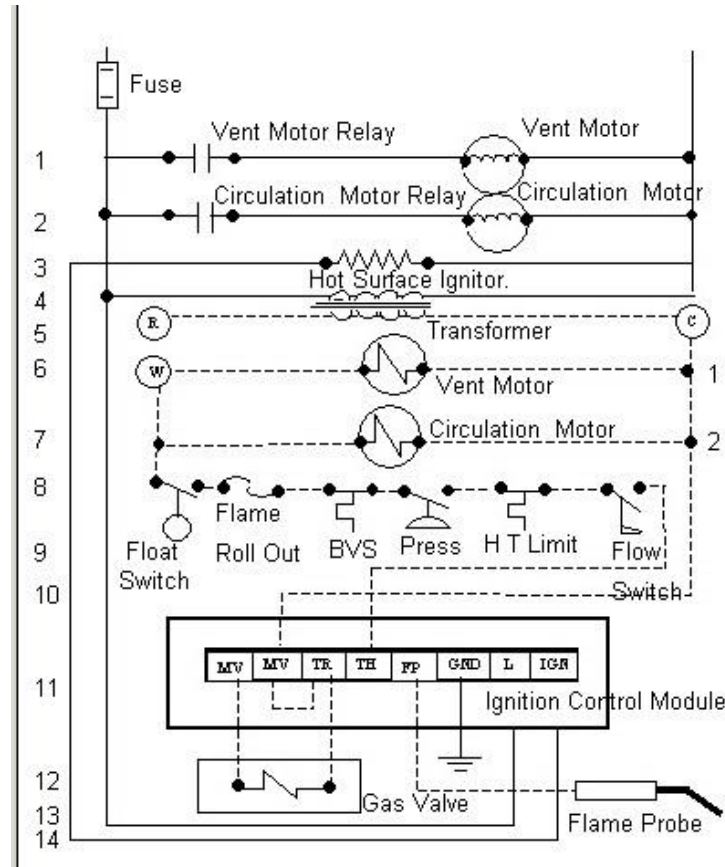 Fuse
Vent Motor Relay
Vent Motor
1
Circulation Motor Relay
Circulation Motor
2
3
Hot Surface Ignitor.
4
5
R
C
Transformer
6
W
1
Vent Motor
7
Circulation Motor
2
8
Flame
9
Float
Switch
Roll Out
BVS
Press
H T Limit
Flow
Switch
10
MV
MV
TR
TH
FP
GND
L
IGN
11
Ignition Control Module
12
Gas Valve
13
Flame Probe
14